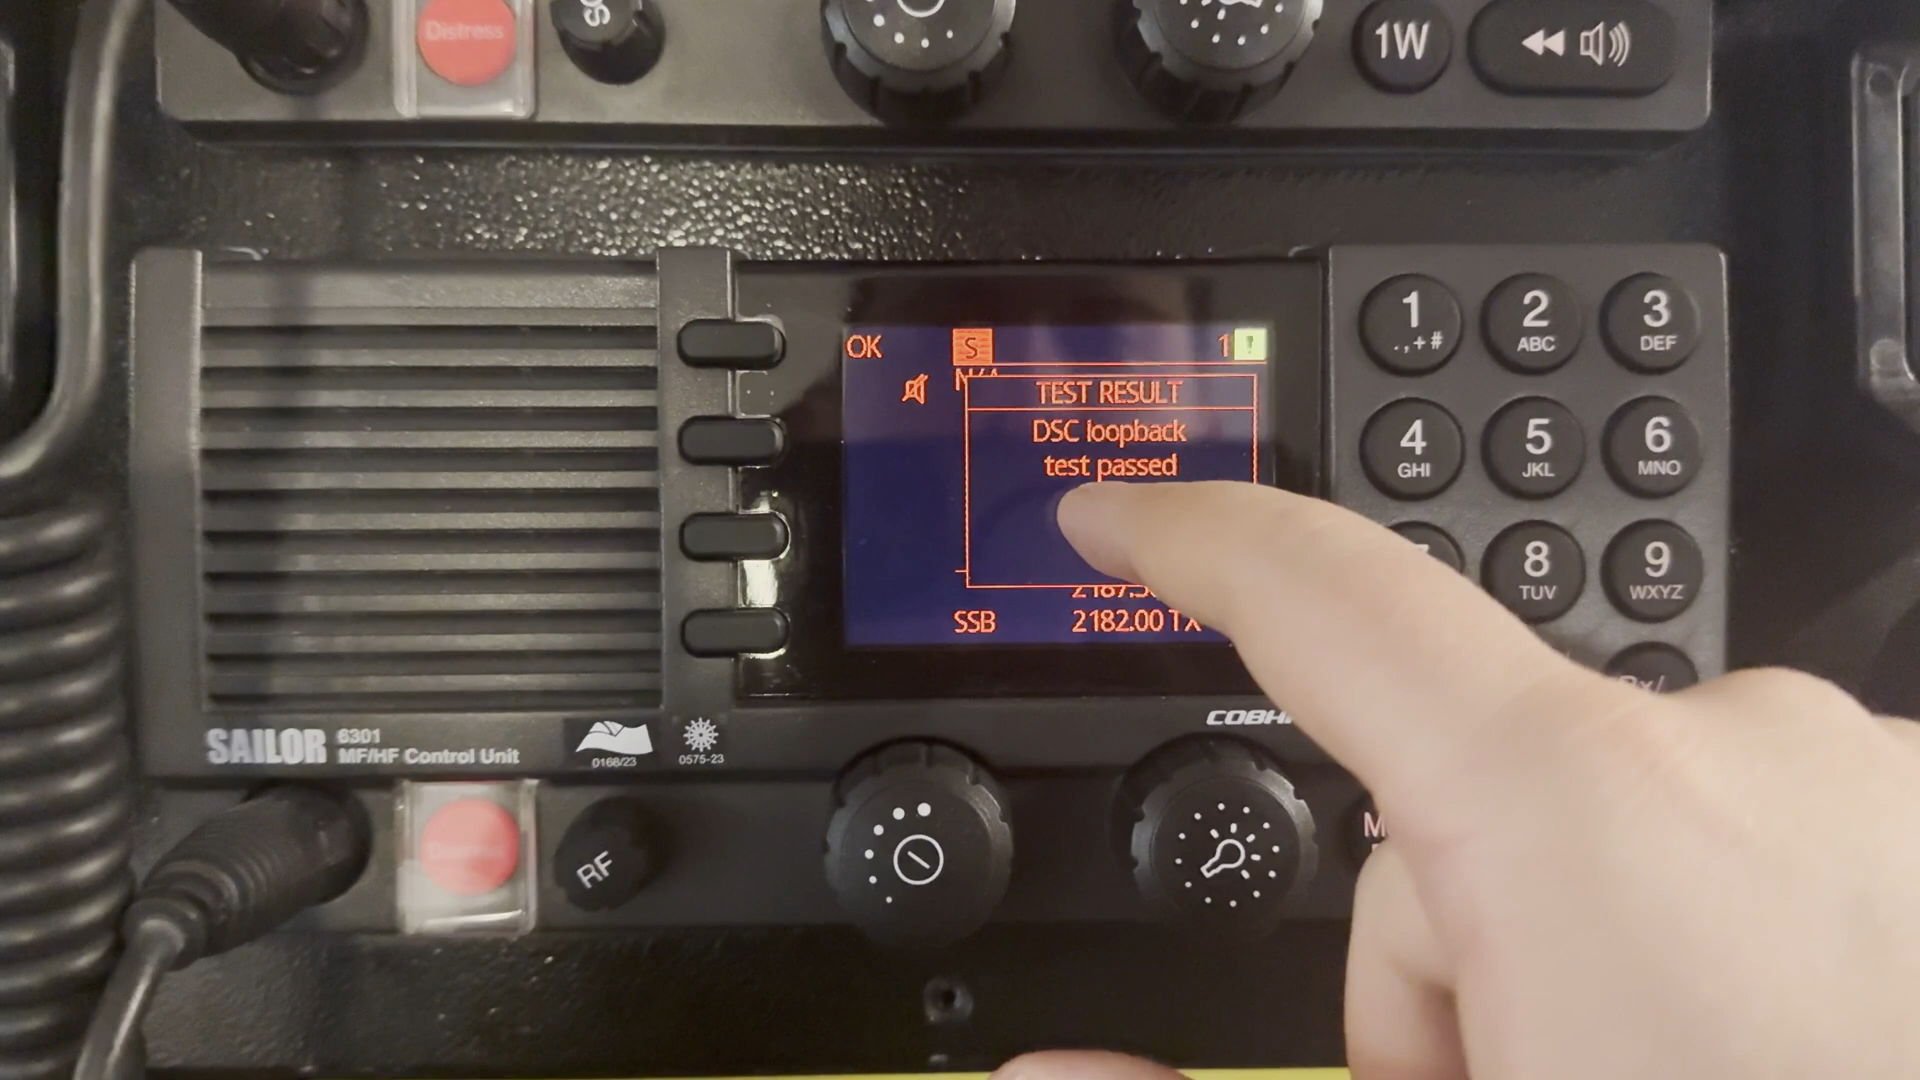 Distress
SQ
1W
1
.,+#
2
ABC
3
DEF
OK
S
1
!
TEST RESULT
DSC loopback
test passed
4
GHI
5
JKL
6
MNO
8
TUV
9
WXYZ
SSB 2182.00 TX
SAILOR 6301
MF/HF Control Unit
0168/23
0575-23
RF